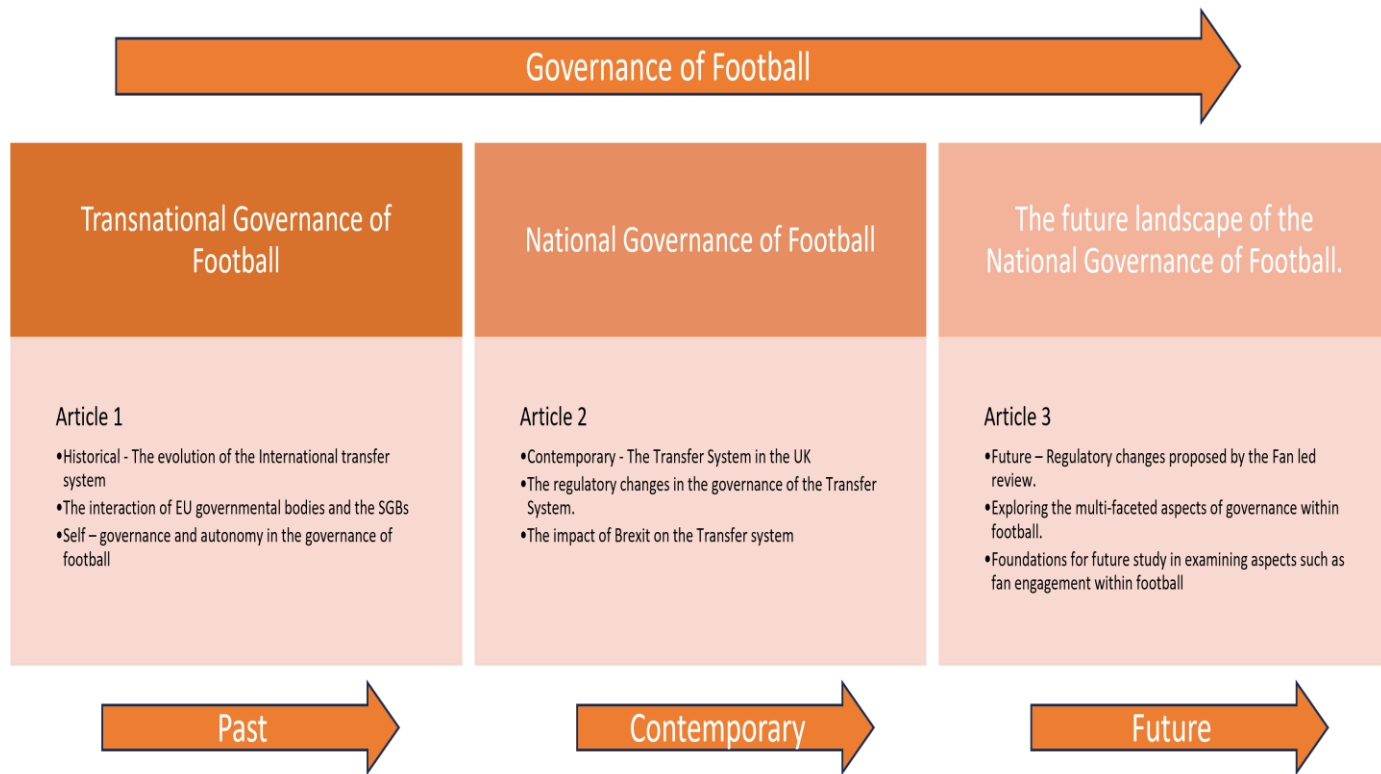 Governance of Football
Transnational Governance of
Football
Article 1
•Historical - The evolution of the International transfer
system
•The interaction of EU governmental bodies and the SGBs
•Self – governance and autonomy in the governance of
football
National Governance of Football
Article 2
•Contemporary - The Transfer System in the UK
•The regulatory changes in the governance of the Transfer
System.
•The impact of Brexit on the Transfer system
The future landscape of the
National Governance of Football.
Article 3
•Future – Regulatory changes proposed by the Fan led
review.
•Exploring the multi-faceted aspects of governance within
football.
•Foundations for future study in examining aspects such as
fan engagement within football
Past
Contemporary
Future